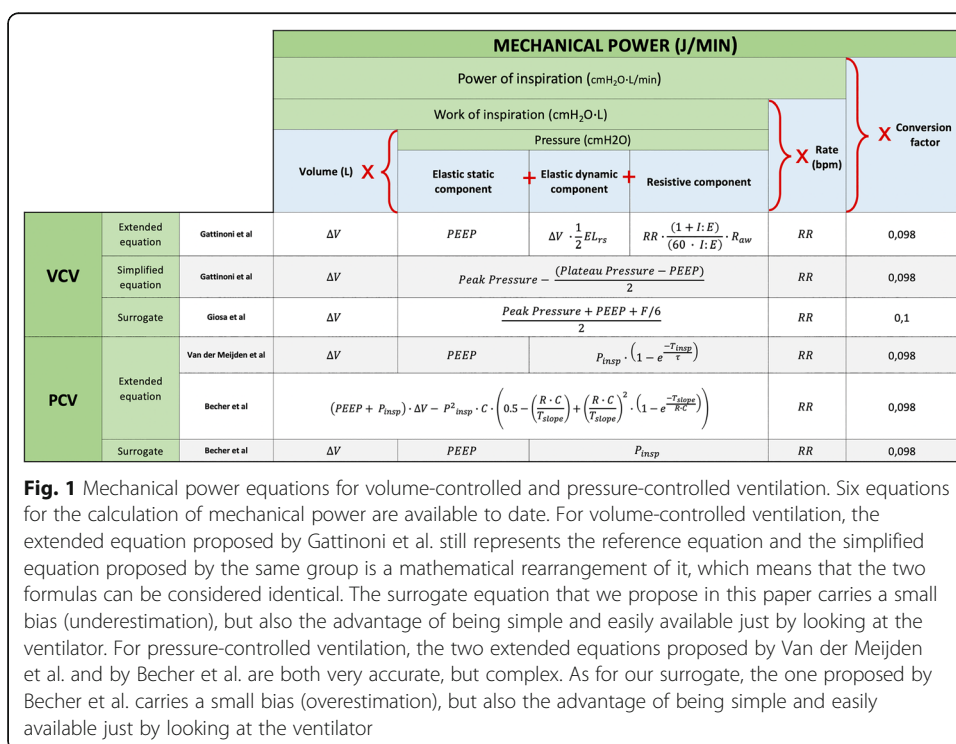 MECHANICAL POWER (J/MIN)
Power of inspiration (cmH₂O·L/min)
Work of inspiration (cmH₂O·L)
Pressure (cmH2O)
Volume (L) X
Elastic static component
+ Elastic dynamic component +
Resistive component
X Rate (bpm)
X Conversion factor
VCV
Extended equation
Gattinoni et al
ΔV
PEEP
ΔV · 1/2 EL_rs
RR · (1 + I: E)/(60 · I: E) · R_aw
RR
0,098
Simplified equation
Gattinoni et al
ΔV
Peak Pressure − (Plateau Pressure − PEEP)/2
RR
0,098
Surrogate
Giosa et al
ΔV
(Peak Pressure + PEEP + F/6)/2
RR
0,1
PCV
Extended equation
Van der Meijden et al
ΔV
PEEP
P_insp · (1 − e^(−T_insp/τ))
RR
0,098
Becher et al
(PEEP + P_insp) · ΔV − P²_insp · C · (0.5 − (R · C/T_slope) + (R · C/T_slope)² · (1 − e^(−T_slope/R·C)))
RR
0,098
Surrogate
Becher et al
ΔV
PEEP
P_insp
RR
0,098
Fig. 1 Mechanical power equations for volume-controlled and pressure-controlled ventilation. Six equations
for the calculation of mechanical power are available to date. For volume-controlled ventilation, the
extended equation proposed by Gattinoni et al. still represents the reference equation and the simplified
equation proposed by the same group is a mathematical rearrangement of it, which means that the two
formulas can be considered identical. The surrogate equation that we propose in this paper carries a small
bias (underestimation), but also the advantage of being simple and easily available just by looking at the
ventilator. For pressure-controlled ventilation, the two extended equations proposed by Van der Meijden
et al. and by Becher et al. are both very accurate, but complex. As for our surrogate, the one proposed by
Becher et al. carries a small bias (overestimation), but also the advantage of being simple and easily
available just by looking at the ventilator